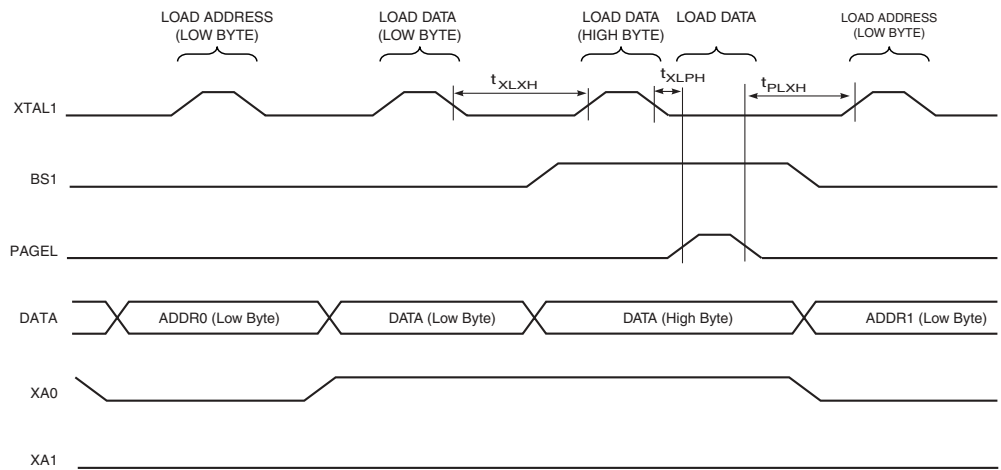 LOAD ADDRESS
(LOW BYTE)
LOAD DATA
(LOW BYTE)
LOAD DATA
(HIGH BYTE)
LOAD DATA
LOAD ADDRESS
(LOW BYTE)
tXLXH
tXLPH
tPLXH
XTAL1
BS1
PAGEL
DATA
ADDR0 (Low Byte)
DATA (Low Byte)
DATA (High Byte)
ADDR1 (Low Byte)
XA0
XA1